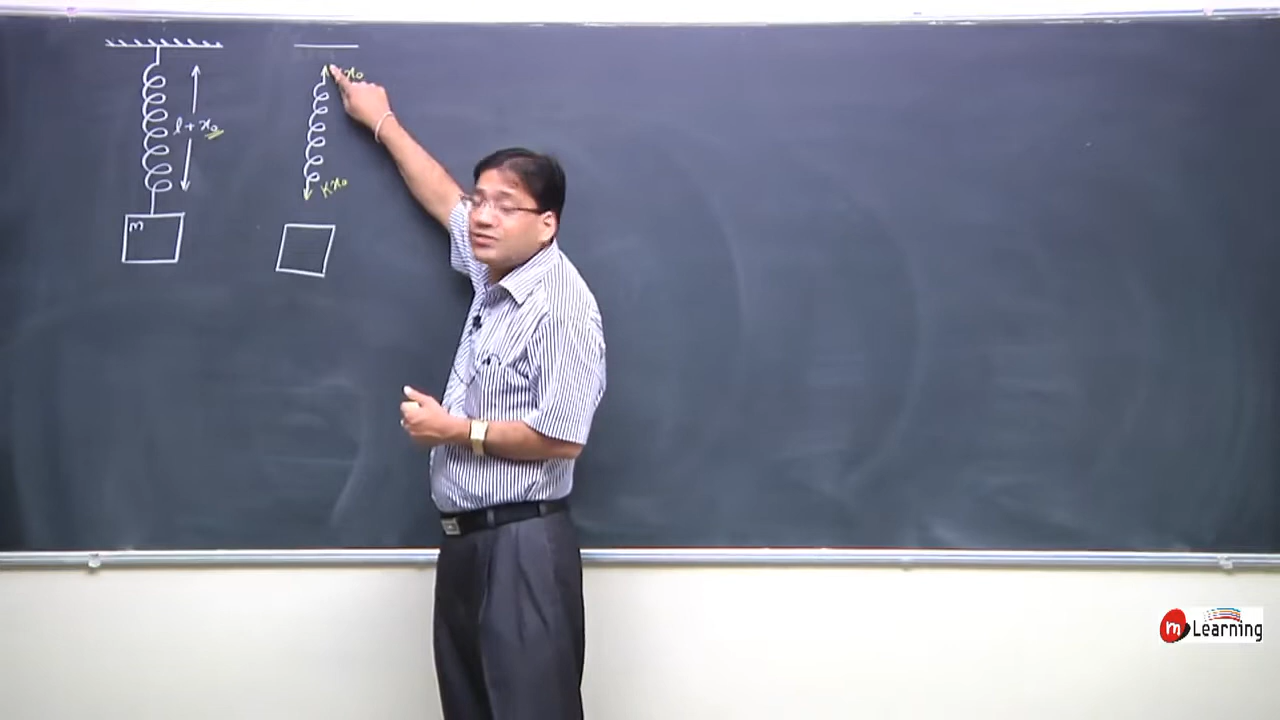 l + x₀
m
x₀
Kx₀
m Learning